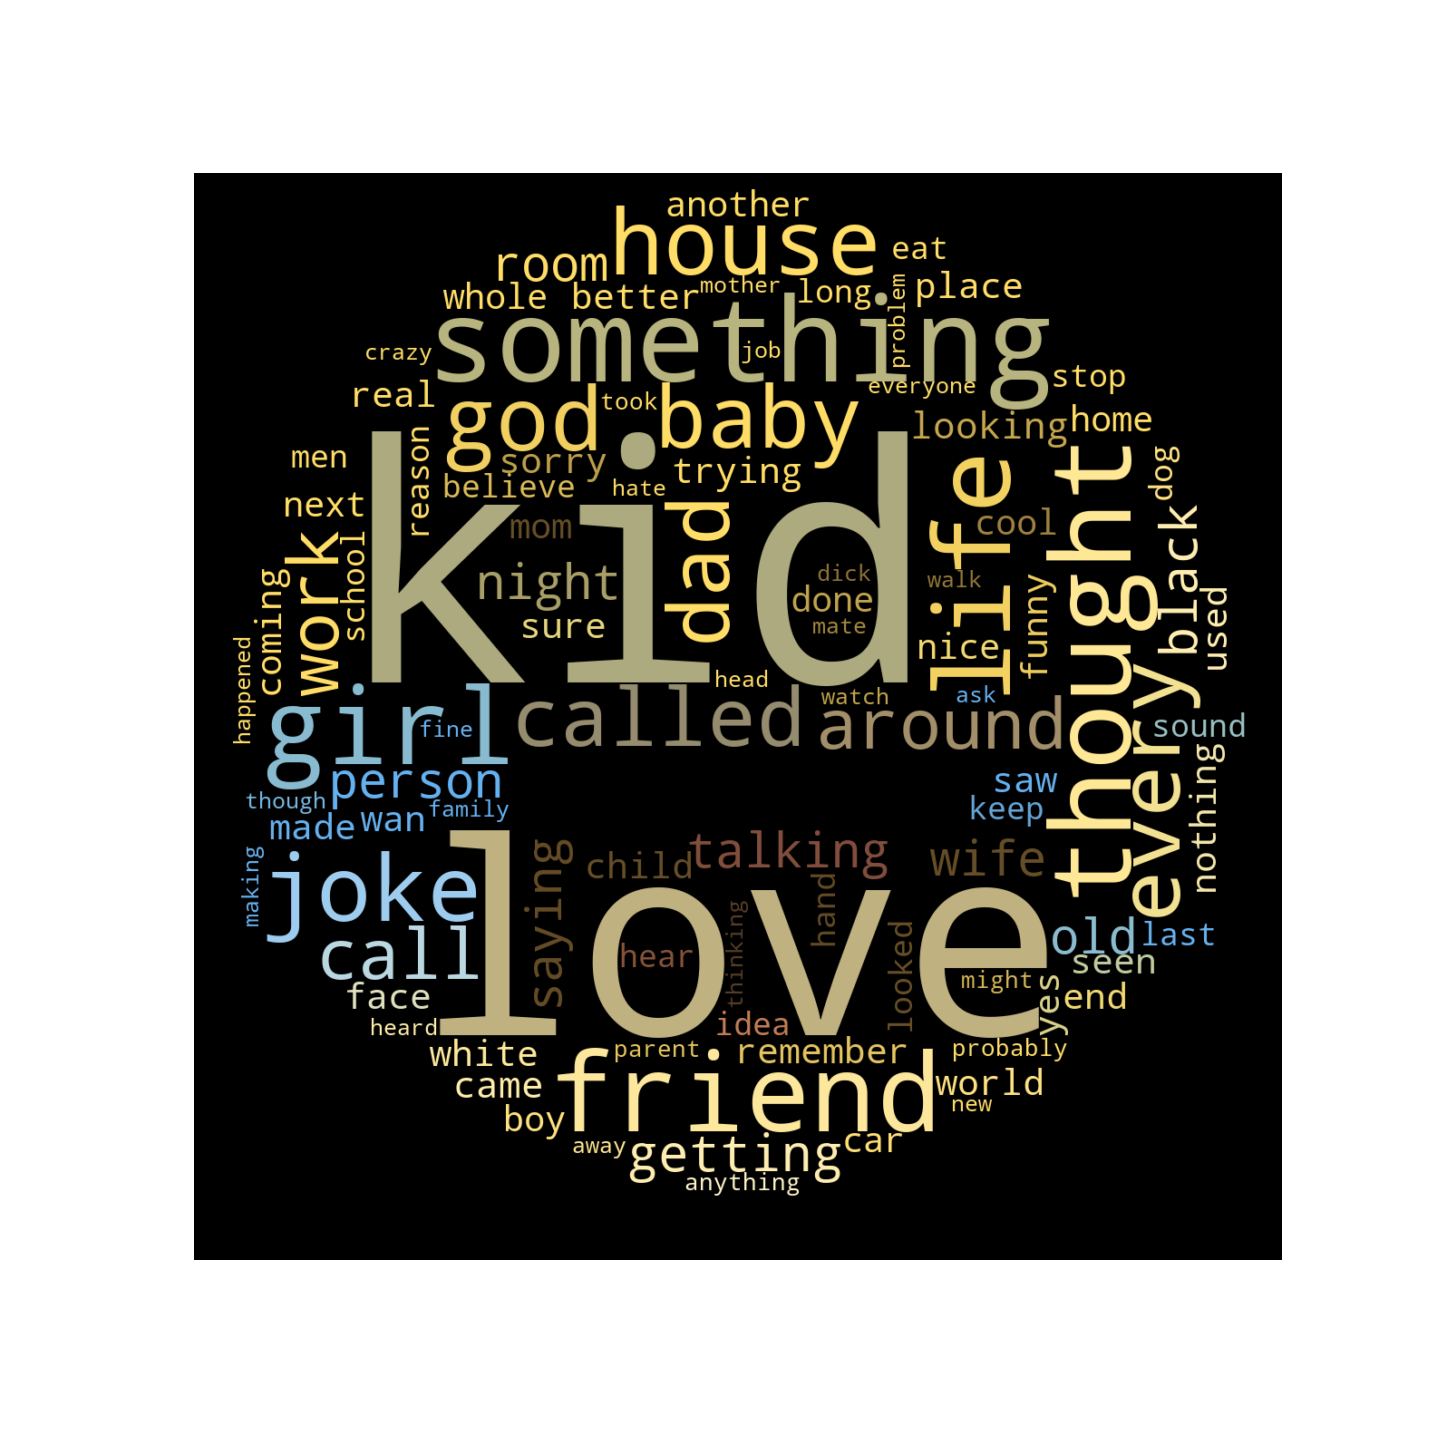 another
house
eat
room
whole better
mother
long
place
problem
something
crazy
job
everyone
stop
real
god
took
baby
looking
home
men
reason
sorry
trying
believe
hate
next
kid
mom
dad
life
cool
thought
dog
black
work
school
night
sure
dick
done
mate
walk
nice
funny
used
coming
happened
head
watch
ask
girl
fine
called
around
every
sound
nothing
person
though
made
wan
family
saw
keep
making
joke
love
saying
child
talking
hand
wife
call
hear
thinking
looked
old
last
seen
might
face
heard
idea
yes
end
white
parent
remember
probably
came
friend
world
new
boy
away
getting
car
anything